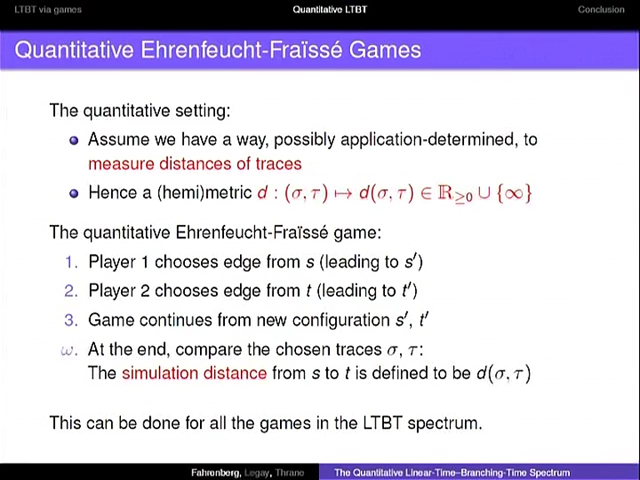 LTBT via games Quantitative LTBT Conclusion
Quantitative Ehrenfeucht-Fraïssé Games
The quantitative setting:
Assume we have a way, possibly application-determined, to
measure distances of traces
Hence a (hemi)metric d : (σ, τ) ↦ d(σ, τ) ∈ ℝ≥0 ∪ {∞}
The quantitative Ehrenfeucht-Fraïssé game:
1. Player 1 chooses edge from s (leading to s′)
2. Player 2 chooses edge from t (leading to t′)
3. Game continues from new configuration s′, t′
ω. At the end, compare the chosen traces σ, τ:
The simulation distance from s to t is defined to be d(σ, τ)
This can be done for all the games in the LTBT spectrum.
Fahrenberg, Legay, Thrane The Quantitative Linear-Time–Branching-Time Spectrum